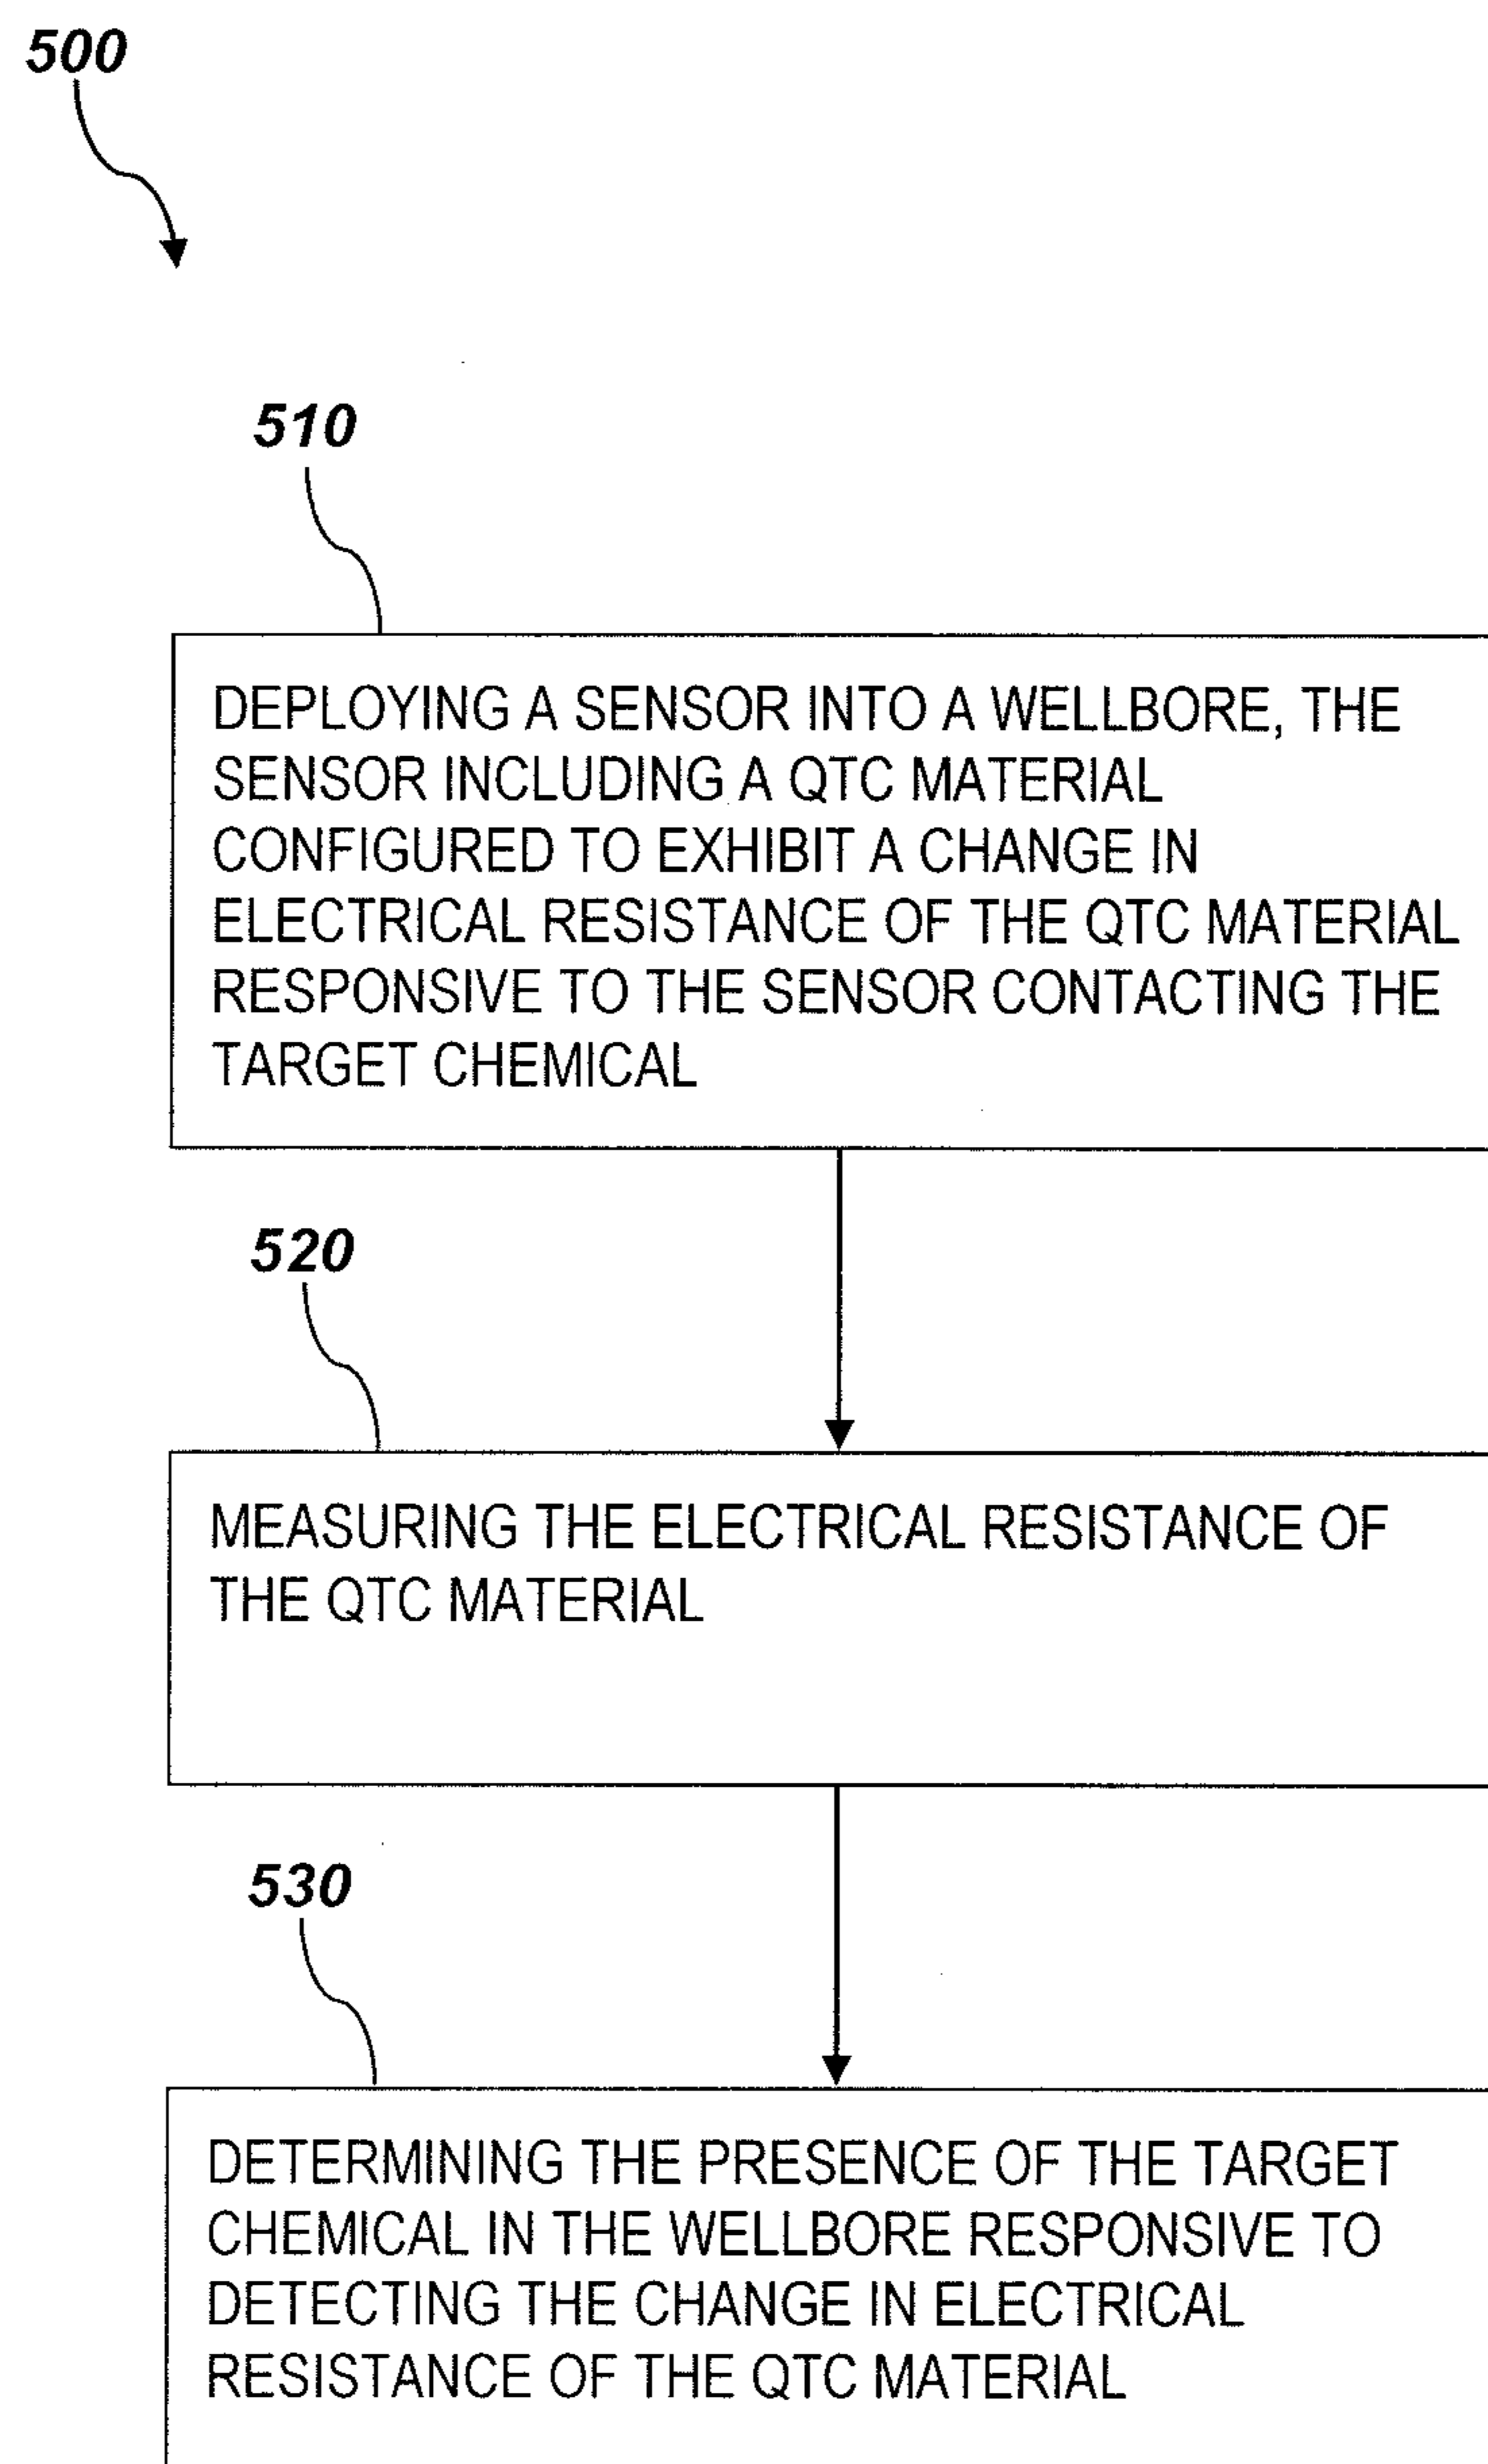 500
510
DEPLOYING A SENSOR INTO A WELLBORE, THE
SENSOR INCLUDING A QTC MATERIAL
CONFIGURED TO EXHIBIT A CHANGE IN
ELECTRICAL RESISTANCE OF THE QTC MATERIAL
RESPONSIVE TO THE SENSOR CONTACTING THE
TARGET CHEMICAL
520
MEASURING THE ELECTRICAL RESISTANCE OF
THE QTC MATERIAL
530
DETERMINING THE PRESENCE OF THE TARGET
CHEMICAL IN THE WELLBORE RESPONSIVE TO
DETECTING THE CHANGE IN ELECTRICAL
RESISTANCE OF THE QTC MATERIAL